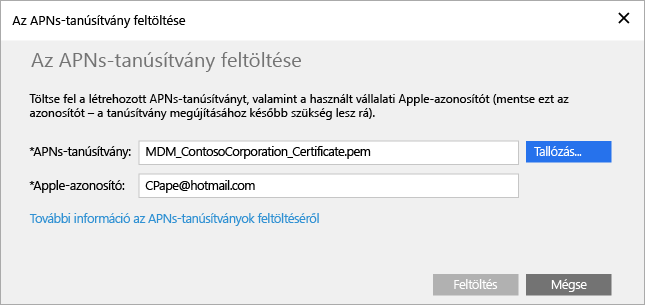 Az APNs-tanúsítvány feltöltése
Az APNs-tanúsítvány feltöltése
Töltse fel a létrehozott APNs-tanúsítványt, valamint a használt vállalati Apple-azonosítót (mentse ezt az
azonosítót – a tanúsítvány megújításához később szükség lesz rá).
*APNs-tanúsítvány: MDM_ContosoCorporation_Certificate.pem Tallózás...
*Apple-azonosító: CPape@hotmail.com
További információ az APNs-tanúsítványok feltöltéséről
Feltöltés Mégse